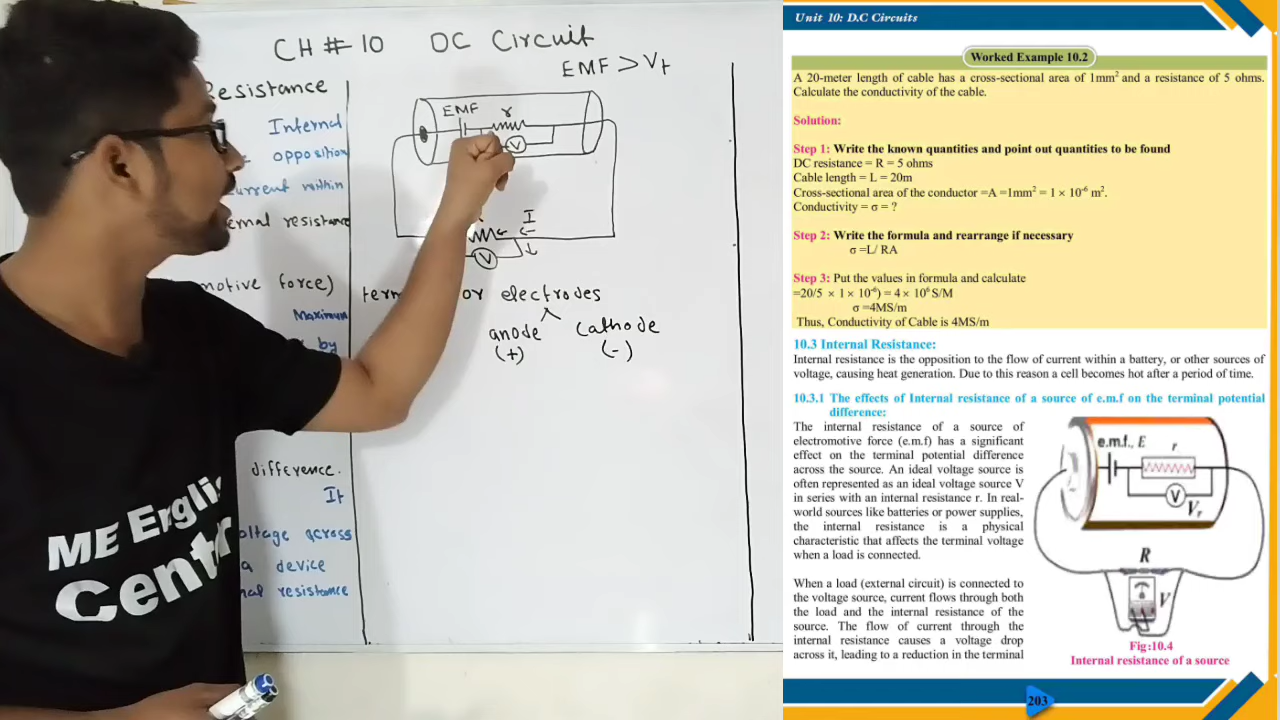 CH # 10 DC Circuit
EMF > Vt
Resistance
Internal
opposition
current within
internal resistance
motive force)
Maximum
by
difference.
It
voltage across
a device
resistance
EMF r
V
I
V
or electrodes
anode Cathode
(+) (-)
ME English
Center
Unit 10: D.C Circuits
Worked Example 10.2
A 20-meter length of cable has a cross-sectional area of 1mm² and a resistance of 5 ohms.
Calculate the conductivity of the cable.
Solution:
Step 1: Write the known quantities and point out quantities to be found
DC resistance = R = 5 ohms
Cable length = L = 20m
Cross-sectional area of the conductor =A =1mm² = 1 × 10⁻⁶ m².
Conductivity = σ = ?
Step 2: Write the formula and rearrange if necessary
σ =L/ RA
Step 3: Put the values in formula and calculate
=20/5 × 1 × 10⁻⁶) = 4 × 10⁶ S/M
σ =4MS/m
Thus, Conductivity of Cable is 4MS/m
10.3 Internal Resistance:
Internal resistance is the opposition to the flow of current within a battery, or other sources of
voltage, causing heat generation. Due to this reason a cell becomes hot after a period of time.
10.3.1 The effects of Internal resistance of a source of e.m.f on the terminal potential
difference:
The internal resistance of a source of
electromotive force (e.m.f) has a significant
effect on the terminal potential difference
across the source. An ideal voltage source is
often represented as an ideal voltage source V
in series with an internal resistance r. In real-
world sources like batteries or power supplies,
the internal resistance is a physical
characteristic that affects the terminal voltage
when a load is connected.
When a load (external circuit) is connected to
the voltage source, current flows through both
the load and the internal resistance of the
source. The flow of current through the
internal resistance causes a voltage drop
across it, leading to a reduction in the terminal
e.m.f., E r
V Vr
R
V
Fig:10.4
Internal resistance of a source
203